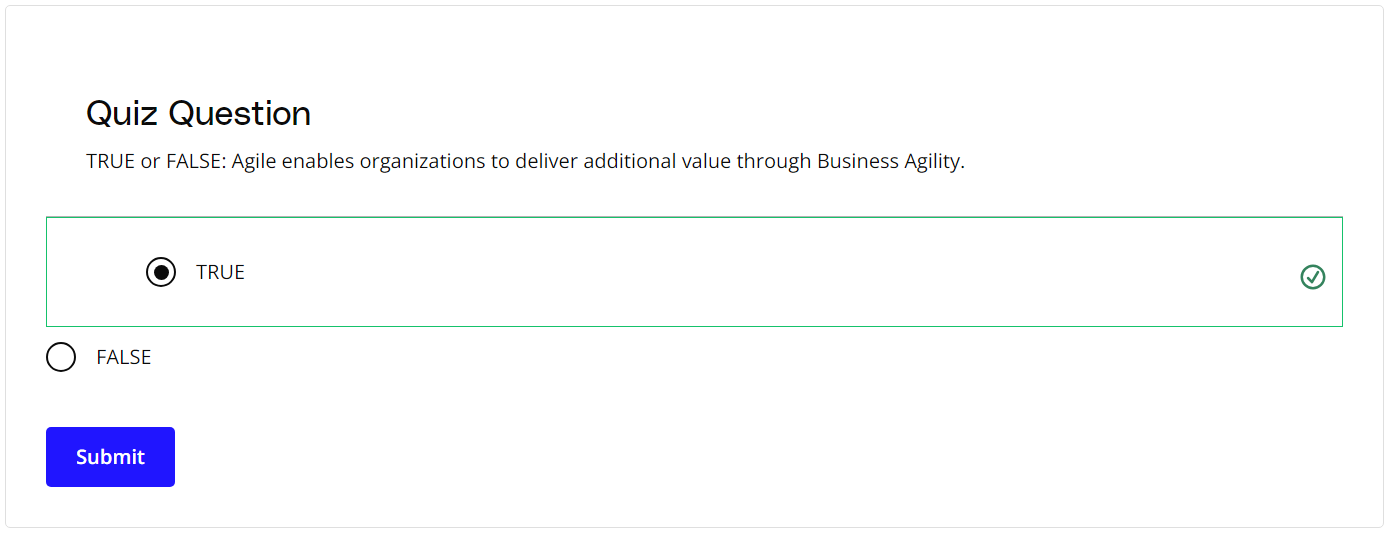 Quiz Question
TRUE or FALSE: Agile enables organizations to deliver additional value through Business Agility.
TRUE
FALSE
Submit